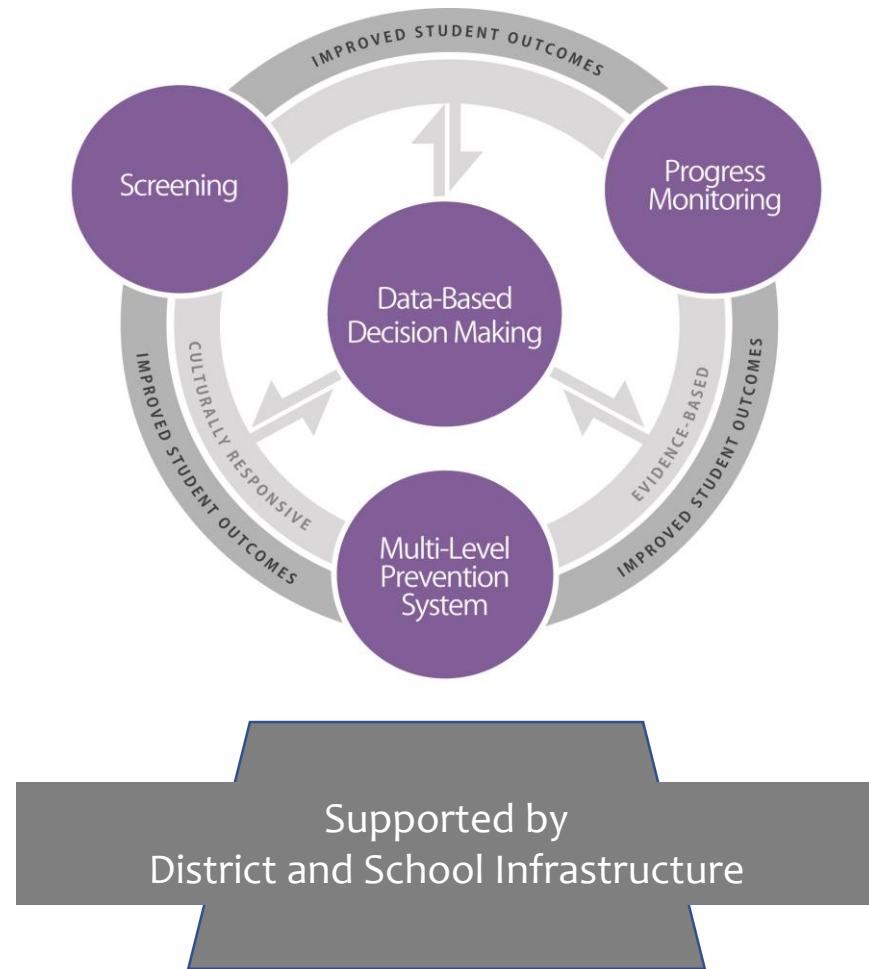 IMPROVED STUDENT OUTCOMES
Screening
Progress
Monitoring
Data-Based
Decision Making
CULTURALLY RESPONSIVE
EVIDENCE-BASED
IMPROVED STUDENT OUTCOMES
IMPROVED STUDENT OUTCOMES
Multi-Level
Prevention
System
Supported by
District and School Infrastructure